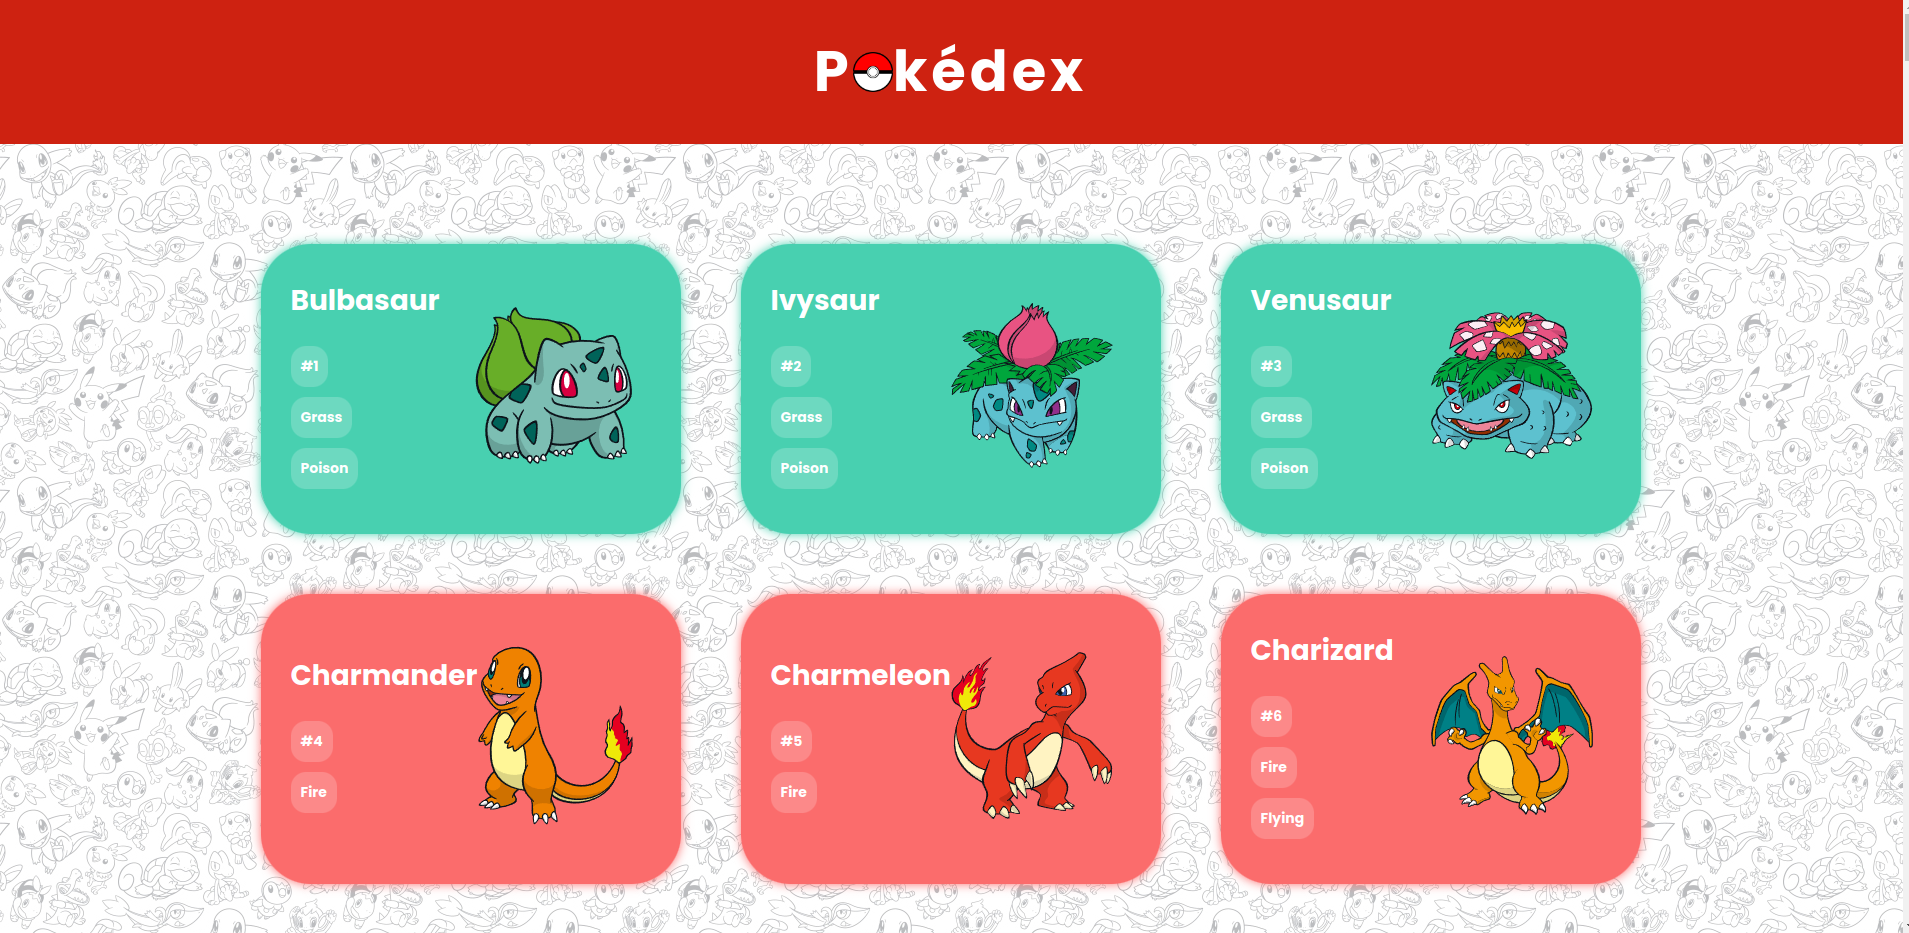 Pokédex
Bulbasaur
#1
Grass
Poison
Ivysaur
#2
Grass
Poison
Venusaur
#3
Grass
Poison
Charmander
#4
Fire
Charmeleon
#5
Fire
Charizard
#6
Fire
Flying